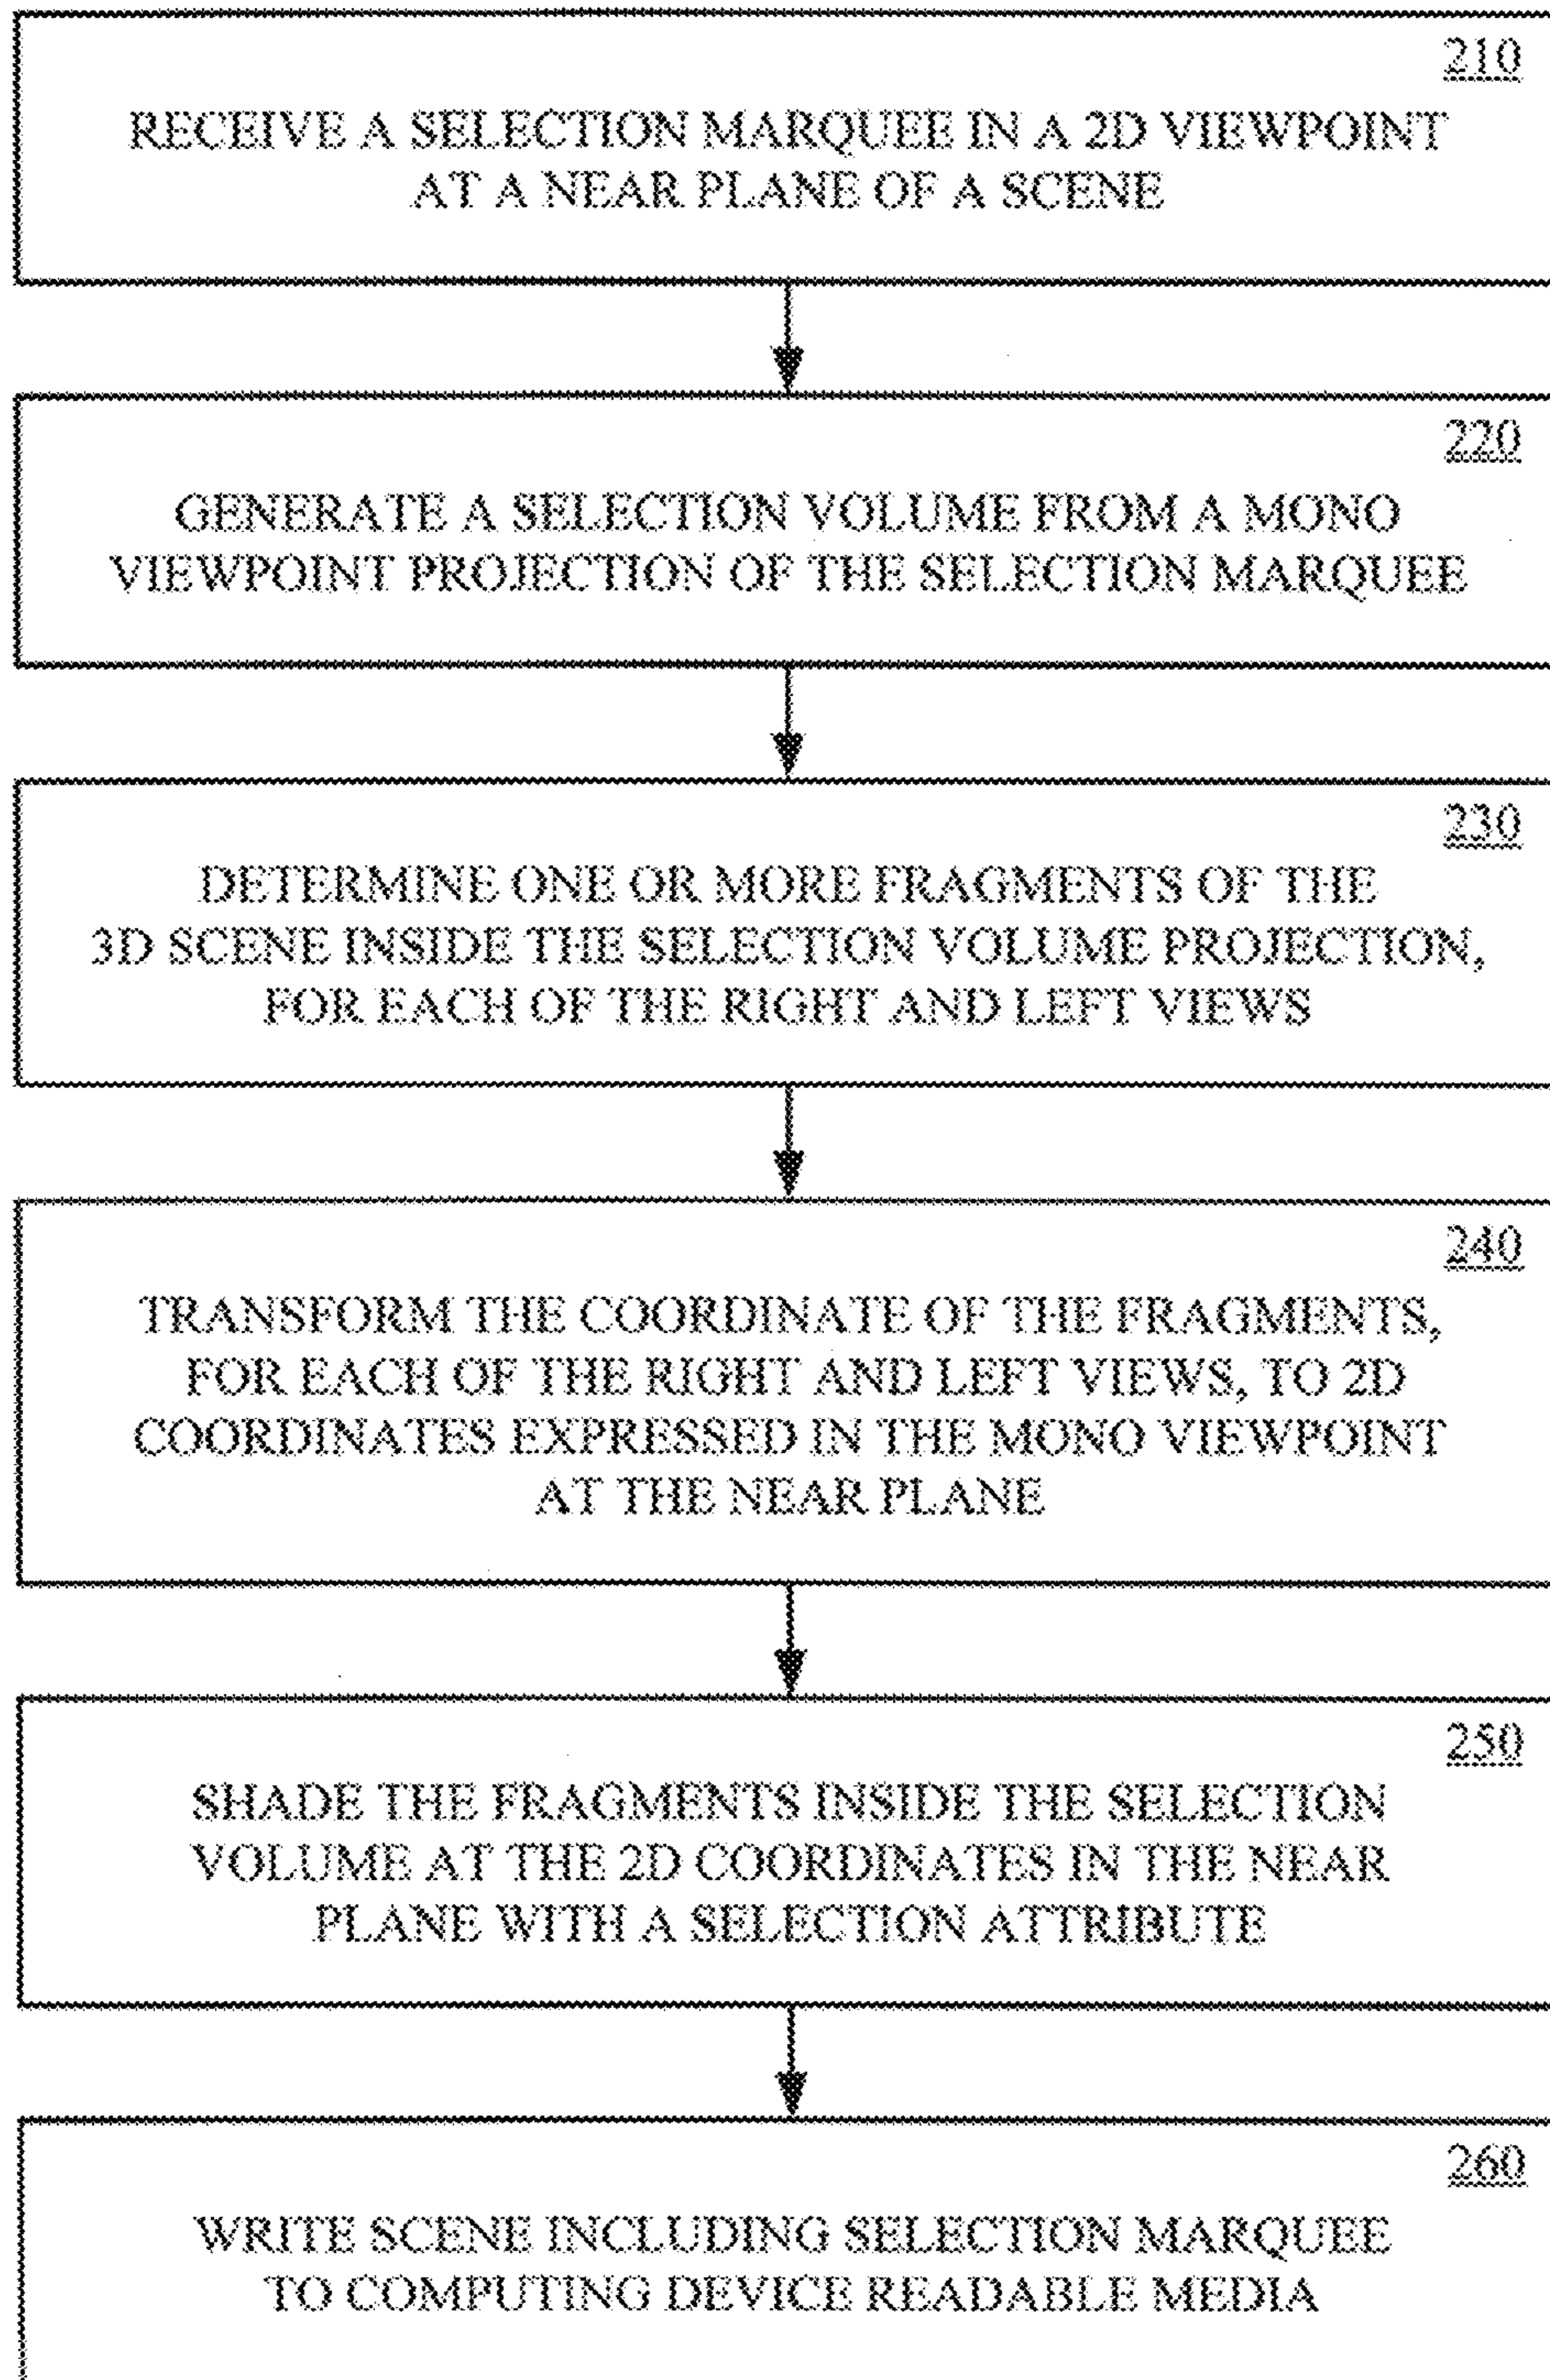 210
RECEIVE A SELECTION MARQUEE IN A 2D VIEWPOINT
AT A NEAR PLANE OF A SCENE
220
GENERATE A SELECTION VOLUME FROM A MONO
VIEWPOINT PROJECTION OF THE SELECTION MARQUEE
230
DETERMINE ONE OR MORE FRAGMENTS OF THE
3D SCENE INSIDE THE SELECTION VOLUME PROJECTION,
FOR EACH OF THE RIGHT AND LEFT VIEWS
240
TRANSFORM THE COORDINATE OF THE FRAGMENTS,
FOR EACH OF THE RIGHT AND LEFT VIEWS, TO 2D
COORDINATES EXPRESSED IN THE MONO VIEWPOINT
AT THE NEAR PLANE
250
SHADE THE FRAGMENTS INSIDE THE SELECTION
VOLUME AT THE 2D COORDINATES IN THE NEAR
PLANE WITH A SELECTION ATTRIBUTE
260
WRITE SCENE INCLUDING SELECTION MARQUEE
TO COMPUTING DEVICE READABLE MEDIA